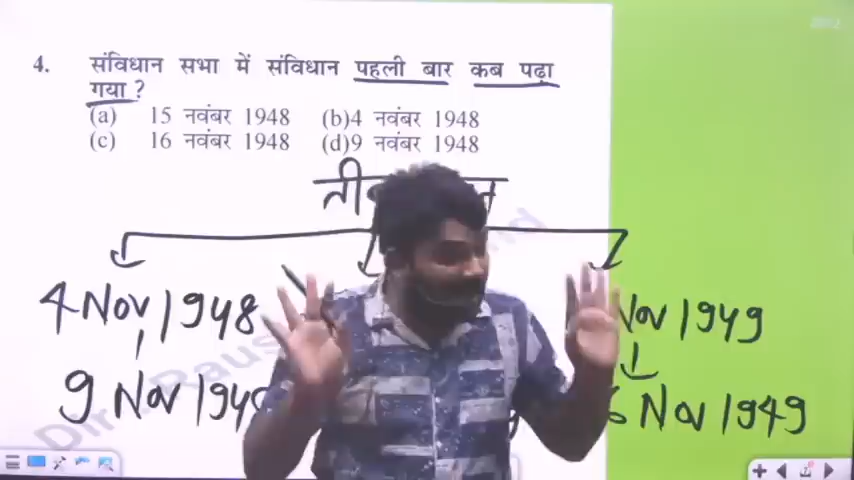 4. संविधान सभा में संविधान पहली बार कब पढ़ा
गया ?
(a) 15 नवंबर 1948 (b)4 नवंबर 1948
(c) 16 नवंबर 1948 (d)9 नवंबर 1948
4 Nov 1948
Nov 1949
9 Nov
Nov 1949